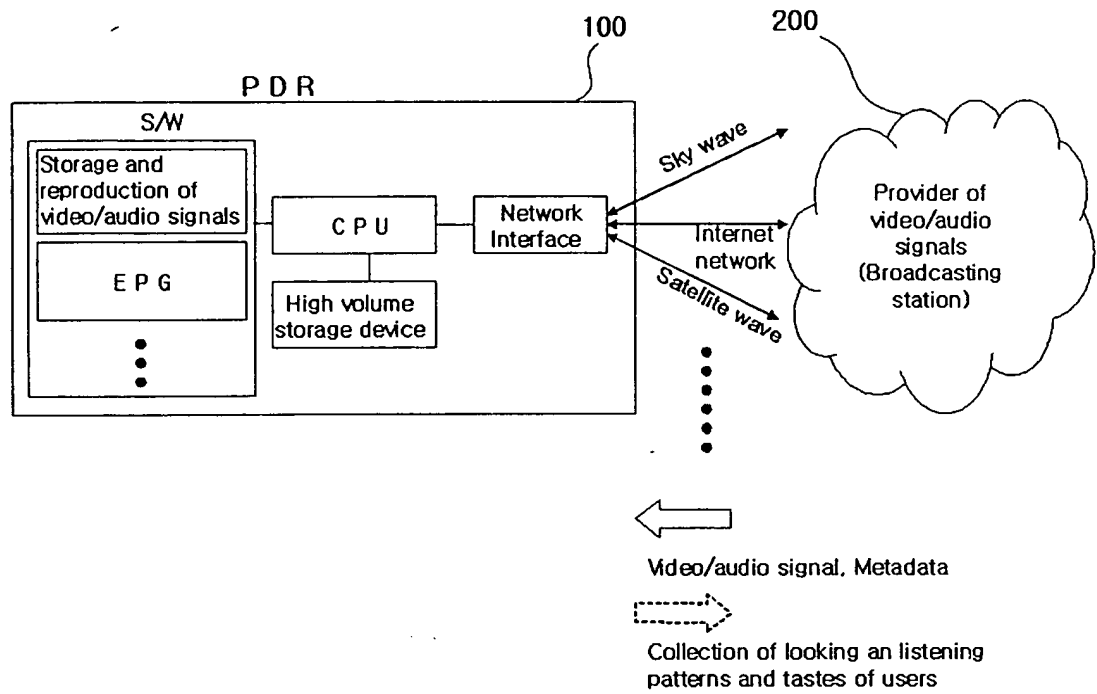 100
200
PDR
S/W
Storage and
reproduction of
video/audio signals
EPG
CPU
High volume
storage device
Network
Interface
Sky wave
Internet
network
Satellite wave
Provider of
video/audio
signals
(Broadcasting
station)
Video/audio signal, Metadata
Collection of looking an listening
patterns and tastes of users